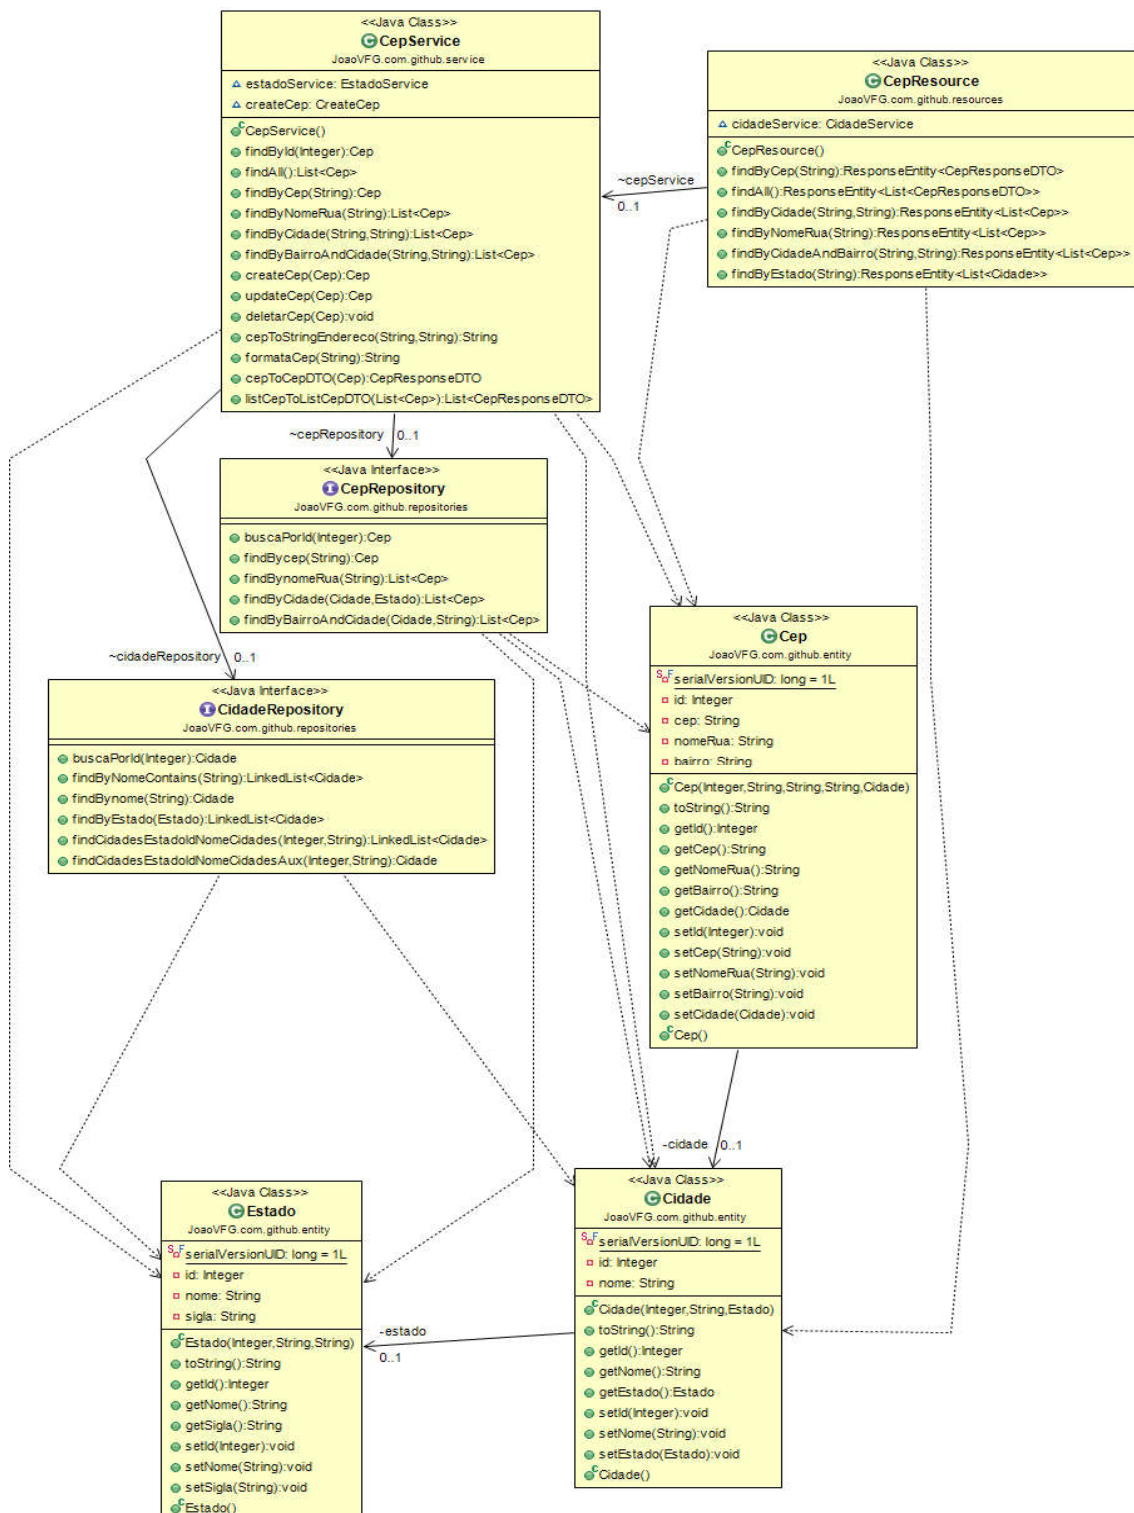 <<Java Class>>
CepService
JoaoVFG.com.github.service
estadoService: EstadoService
createCep: CreateCep
CepService()
findById(Integer):Cep
findAll():List<Cep>
findByCep(String):Cep
findByNomeRua(String):List<Cep>
findByCidade(String,String):List<Cep>
findByBairroAndCidade(String,String):List<Cep>
createCep(Cep):Cep
updateCep(Cep):Cep
deletarCep(Cep):void
cepToStringEndereco(String,String):String
formataCep(String):String
cepToCepDTO(Cep):CepResponseDTO
listCepToListCepDTO(List<Cep>):List<CepResponseDTO>
<<Java Class>>
CepResource
JoaoVFG.com.github.resources
cidadeService: CidadeService
CepResource()
findByCep(String):ResponseEntity<CepResponseDTO>
findAll():ResponseEntity<List<CepResponseDTO>>
findByCidade(String,String):ResponseEntity<List<Cep>>
findByNomeRua(String):ResponseEntity<List<Cep>>
findByCidadeAndBairro(String,String):ResponseEntity<List<Cep>>
findByEstado(String):ResponseEntity<List<Cidade>>
~cepService
0..1
~cepRepository 0..1
<<Java Interface>>
CepRepository
JoaoVFG.com.github.repositories
buscaPorId(Integer):Cep
findBycep(String):Cep
findBynomeRua(String):List<Cep>
findByCidade(Cidade,Estado):List<Cep>
findByBairroAndCidade(Cidade,String):List<Cep>
~cidadeRepository 0..1
<<Java Interface>>
CidadeRepository
JoaoVFG.com.github.repositories
buscaPorId(Integer):Cidade
findByNomeContains(String):LinkedList<Cidade>
findBynome(String):Cidade
findByEstado(Estado):LinkedList<Cidade>
findCidadesEstadoIdNomeCidades(Integer,String):LinkedList<Cidade>
findCidadesEstadoIdNomeCidadesAux(Integer,String):Cidade
<<Java Class>>
Cep
JoaoVFG.com.github.entity
serialVersionUID: long = 1L
id: Integer
cep: String
nomeRua: String
bairro: String
Cep(Integer,String,String,String,Cidade)
toString():String
getId():Integer
getCep():String
getNomeRua():String
getBairro():String
getCidade():Cidade
setId(Integer):void
setCep(String):void
setNomeRua(String):void
setBairro(String):void
setCidade(Cidade):void
Cep()
-cidade 0..1
<<Java Class>>
Estado
JoaoVFG.com.github.entity
serialVersionUID: long = 1L
id: Integer
nome: String
sigla: String
Estado(Integer,String,String)
toString():String
getId():Integer
getNome():String
getSigla():String
setId(Integer):void
setNome(String):void
setSigla(String):void
Estado()
-estado
0..1
<<Java Class>>
Cidade
JoaoVFG.com.github.entity
serialVersionUID: long = 1L
id: Integer
nome: String
Cidade(Integer,String,Estado)
toString():String
getId():Integer
getNome():String
getEstado():Estado
setId(Integer):void
setNome(String):void
setEstado(Estado):void
Cidade()